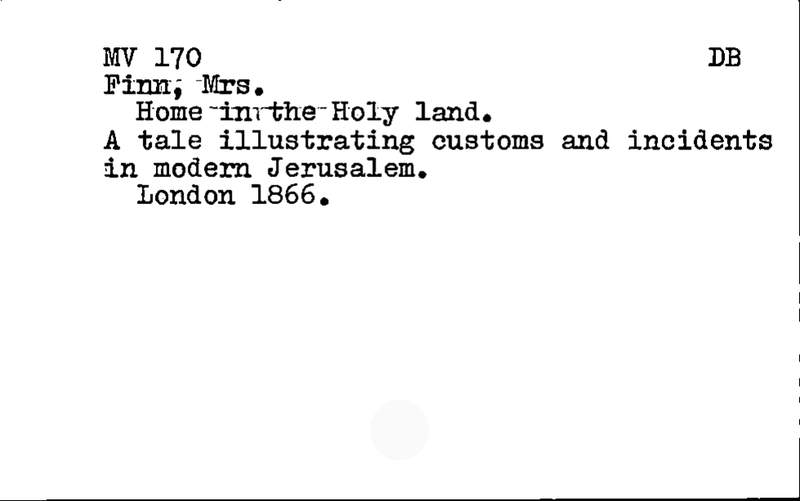 MV 170 DB
Finn, Mrs.
Home in the Holy land.
A tale illustrating customs and incidents
in modern Jerusalem.
London 1866.